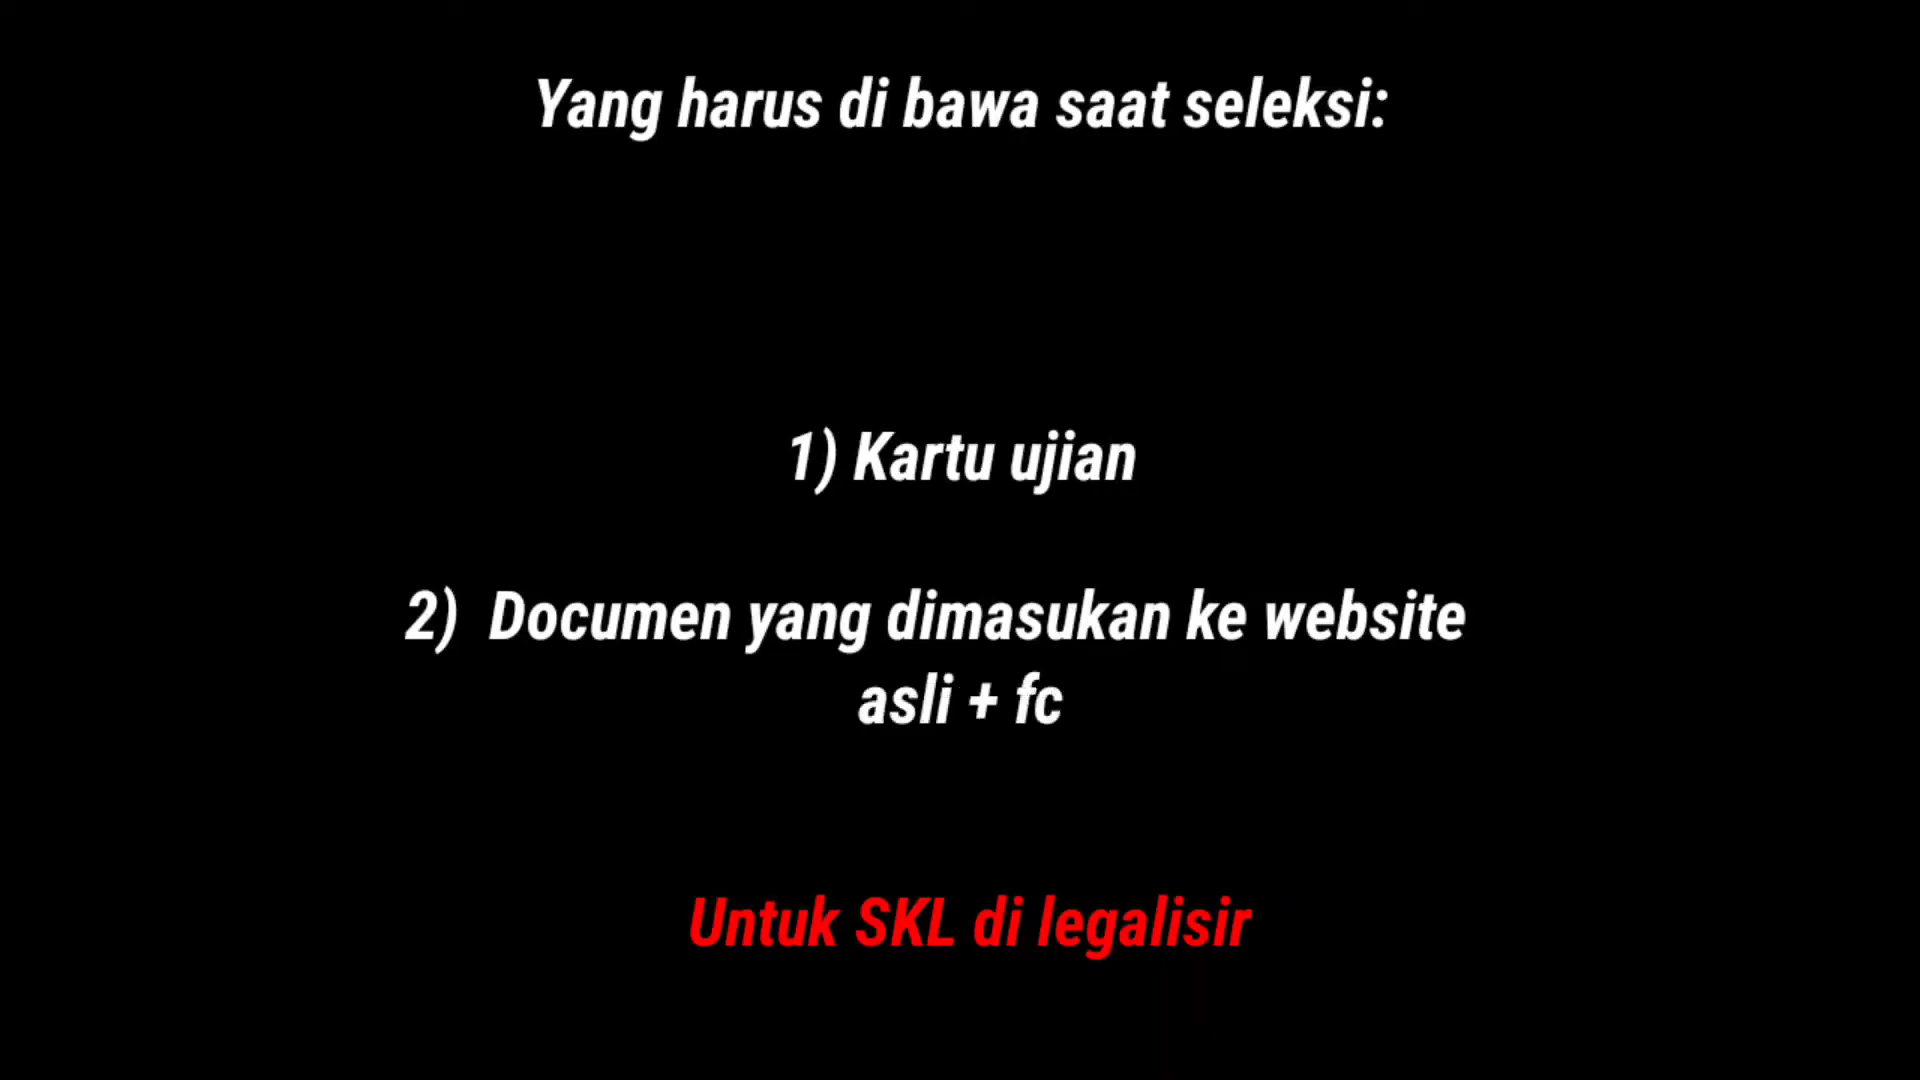 Yang harus di bawa saat seleksi:
1) Kartu ujian
2) Documen yang dimasukan ke website
asli + fc
Untuk SKL di legalisir